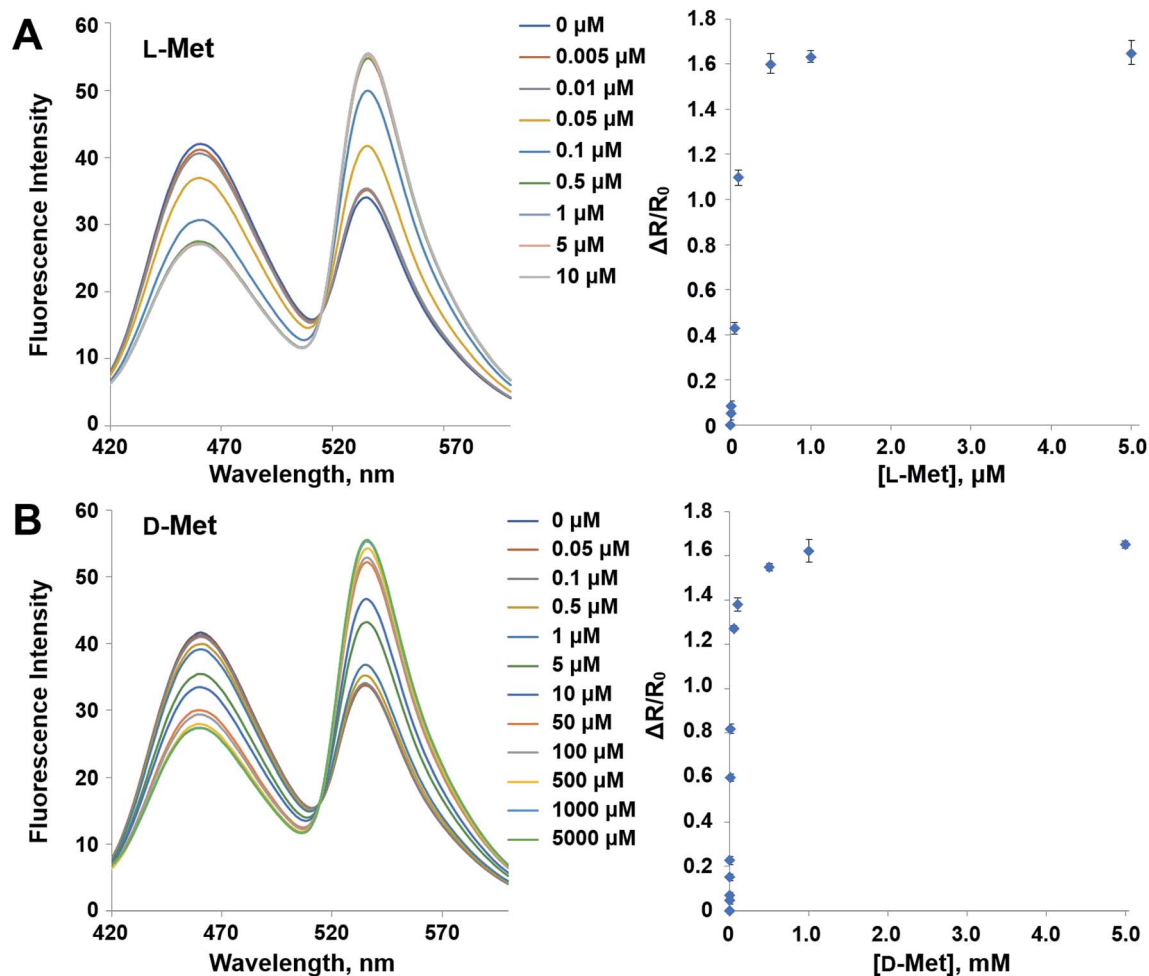 A
L-Met
Fluorescence Intensity
60
50
40
30
20
10
0
420
470
520
570
Wavelength, nm
0 µM
0.005 µM
0.01 µM
0.05 µM
0.1 µM
0.5 µM
1 µM
5 µM
10 µM
ΔR/R₀
1.8
1.6
1.4
1.2
1.0
0.8
0.6
0.4
0.2
0
0
1.0
2.0
3.0
4.0
5.0
[L-Met], µM
B
D-Met
Fluorescence Intensity
60
50
40
30
20
10
0
420
470
520
570
Wavelength, nm
0 µM
0.05 µM
0.1 µM
0.5 µM
1 µM
5 µM
10 µM
50 µM
100 µM
500 µM
1000 µM
5000 µM
ΔR/R₀
1.8
1.6
1.4
1.2
1.0
0.8
0.6
0.4
0.2
0
0
1.0
2.0
3.0
4.0
5.0
[D-Met], mM